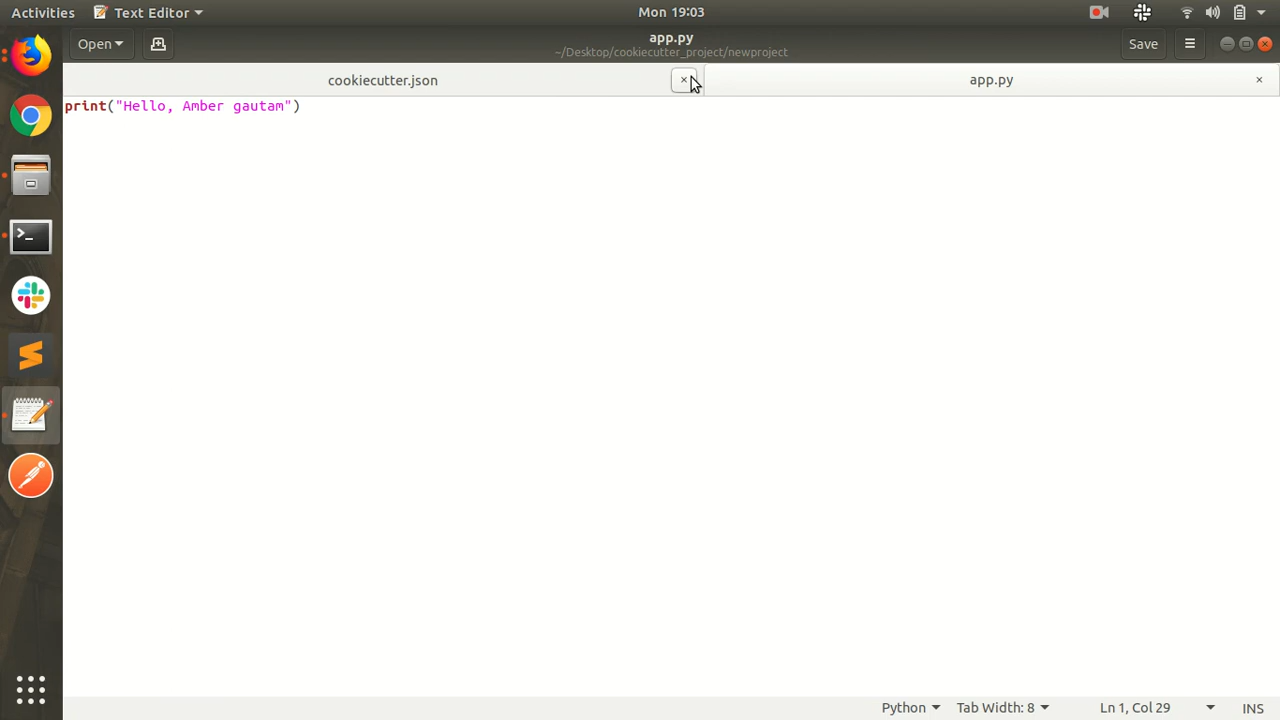 Activities Text Editor Mon 19:03
Open app.py Save
~/Desktop/cookiecutter_project/newproject
cookiecutter.json × app.py ×
print("Hello, Amber gautam")
Python Tab Width: 8 Ln 1, Col 29 INS